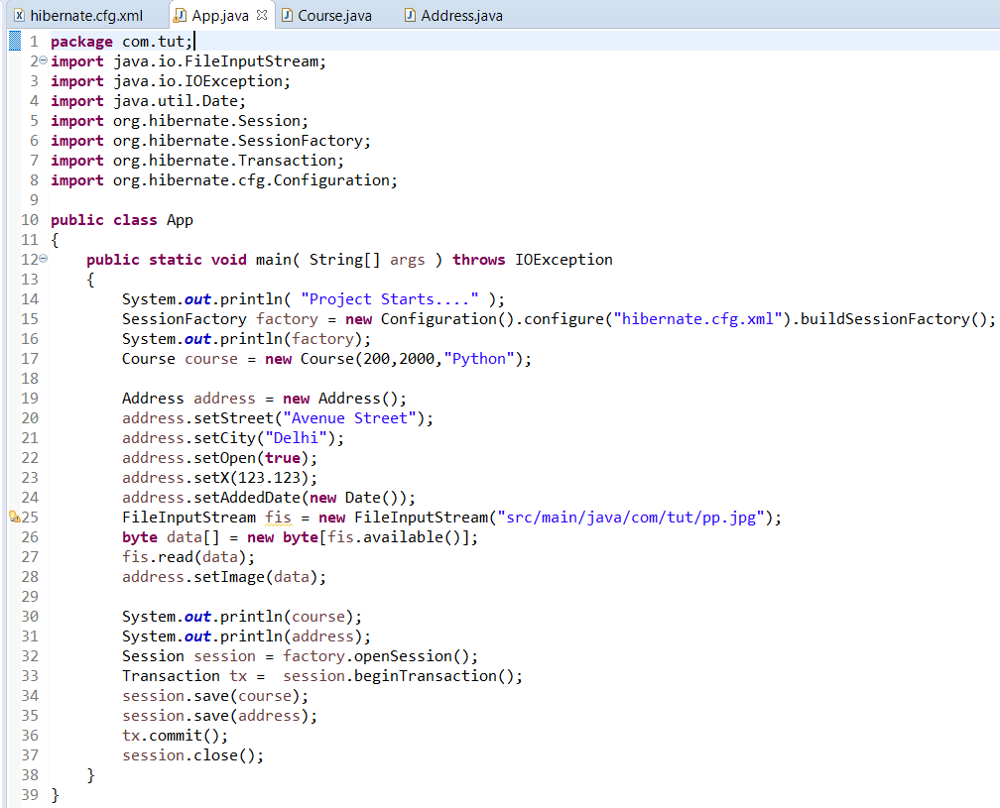 hibernate.cfg.xml App.java Course.java Address.java
1 package com.tut;
2 import java.io.FileInputStream;
3 import java.io.IOException;
4 import java.util.Date;
5 import org.hibernate.Session;
6 import org.hibernate.SessionFactory;
7 import org.hibernate.Transaction;
8 import org.hibernate.cfg.Configuration;
9
10 public class App
11 {
12     public static void main( String[] args ) throws IOException
13     {
14         System.out.println( "Project Starts...." );
15         SessionFactory factory = new Configuration().configure("hibernate.cfg.xml").buildSessionFactory();
16         System.out.println(factory);
17         Course course = new Course(200,2000,"Python");
18
19         Address address = new Address();
20         address.setStreet("Avenue Street");
21         address.setCity("Delhi");
22         address.setOpen(true);
23         address.setX(123.123);
24         address.setAddedDate(new Date());
25         FileInputStream fis = new FileInputStream("src/main/java/com/tut/pp.jpg");
26         byte data[] = new byte[fis.available()];
27         fis.read(data);
28         address.setImage(data);
29
30         System.out.println(course);
31         System.out.println(address);
32         Session session = factory.openSession();
33         Transaction tx =  session.beginTransaction();
34         session.save(course);
35         session.save(address);
36         tx.commit();
37         session.close();
38     }
39 }